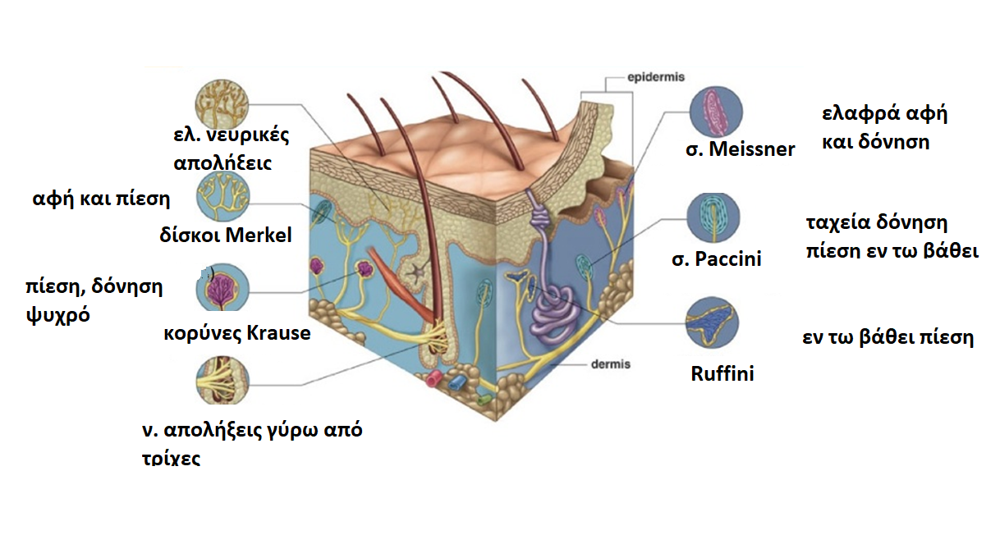 epidermis
ελ. νευρικές
απολήξεις
σ. Meissner
ελαφρά αφή
και δόνηση
αφή και πίεση
δίσκοι Merkel
σ. Paccini
ταχεία δόνηση
πίεση εν τω βάθει
πίεση, δόνηση
ψυχρό
κορύνες Krause
Ruffini
εν τω βάθει πίεση
dermis
ν. απολήξεις γύρω από
τρίχες